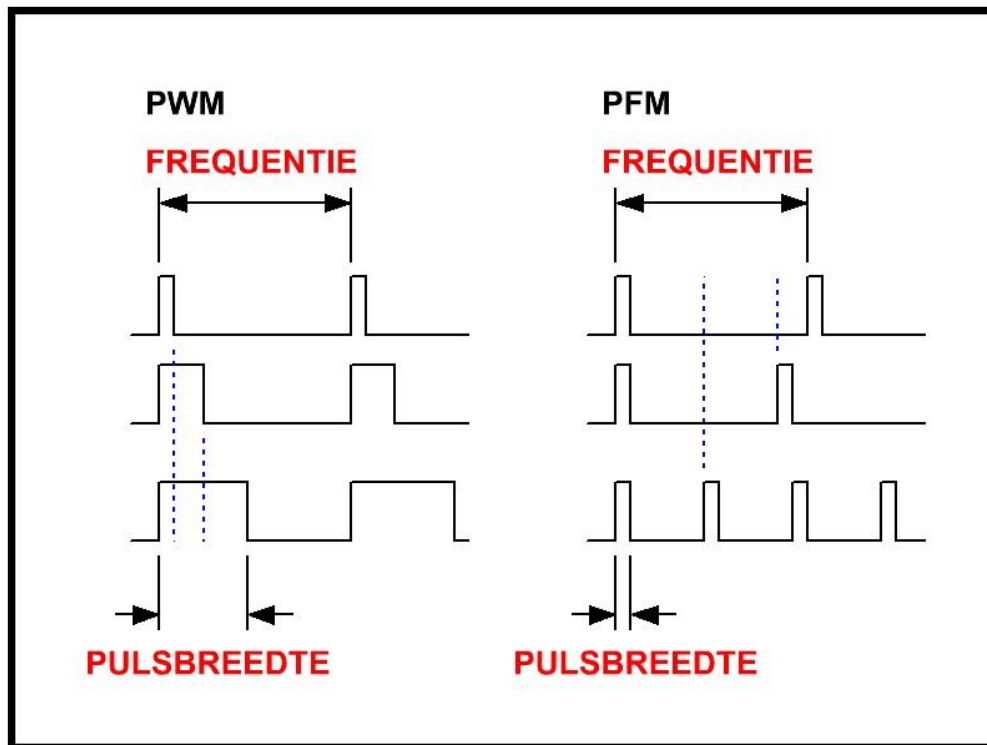 PWM
FREQUENTIE
PULSBREEDTE
PFM
FREQUENTIE
PULSBREEDTE